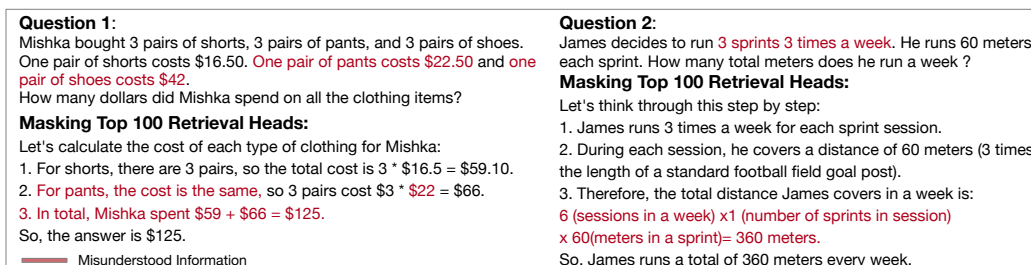 Question 1:
Mishka bought 3 pairs of shorts, 3 pairs of pants, and 3 pairs of shoes.
One pair of shorts costs $16.50. One pair of pants costs $22.50 and one
pair of shoes costs $42.
How many dollars did Mishka spend on all the clothing items?
Masking Top 100 Retrieval Heads:
Let's calculate the cost of each type of clothing for Mishka:
1. For shorts, there are 3 pairs, so the total cost is 3 * $16.5 = $59.10.
2. For pants, the cost is the same, so 3 pairs cost $3 * $22 = $66.
3. In total, Mishka spent $59 + $66 = $125.
So, the answer is $125.
Misunderstood Information
Question 2:
James decides to run 3 sprints 3 times a week. He runs 60 meters
each sprint. How many total meters does he run a week ?
Masking Top 100 Retrieval Heads:
Let's think through this step by step:
1. James runs 3 times a week for each sprint session.
2. During each session, he covers a distance of 60 meters (3 times
the length of a standard football field goal post).
3. Therefore, the total distance James covers in a week is:
6 (sessions in a week) x1 (number of sprints in session)
x 60(meters in a sprint)= 360 meters.
So, James runs a total of 360 meters every week.